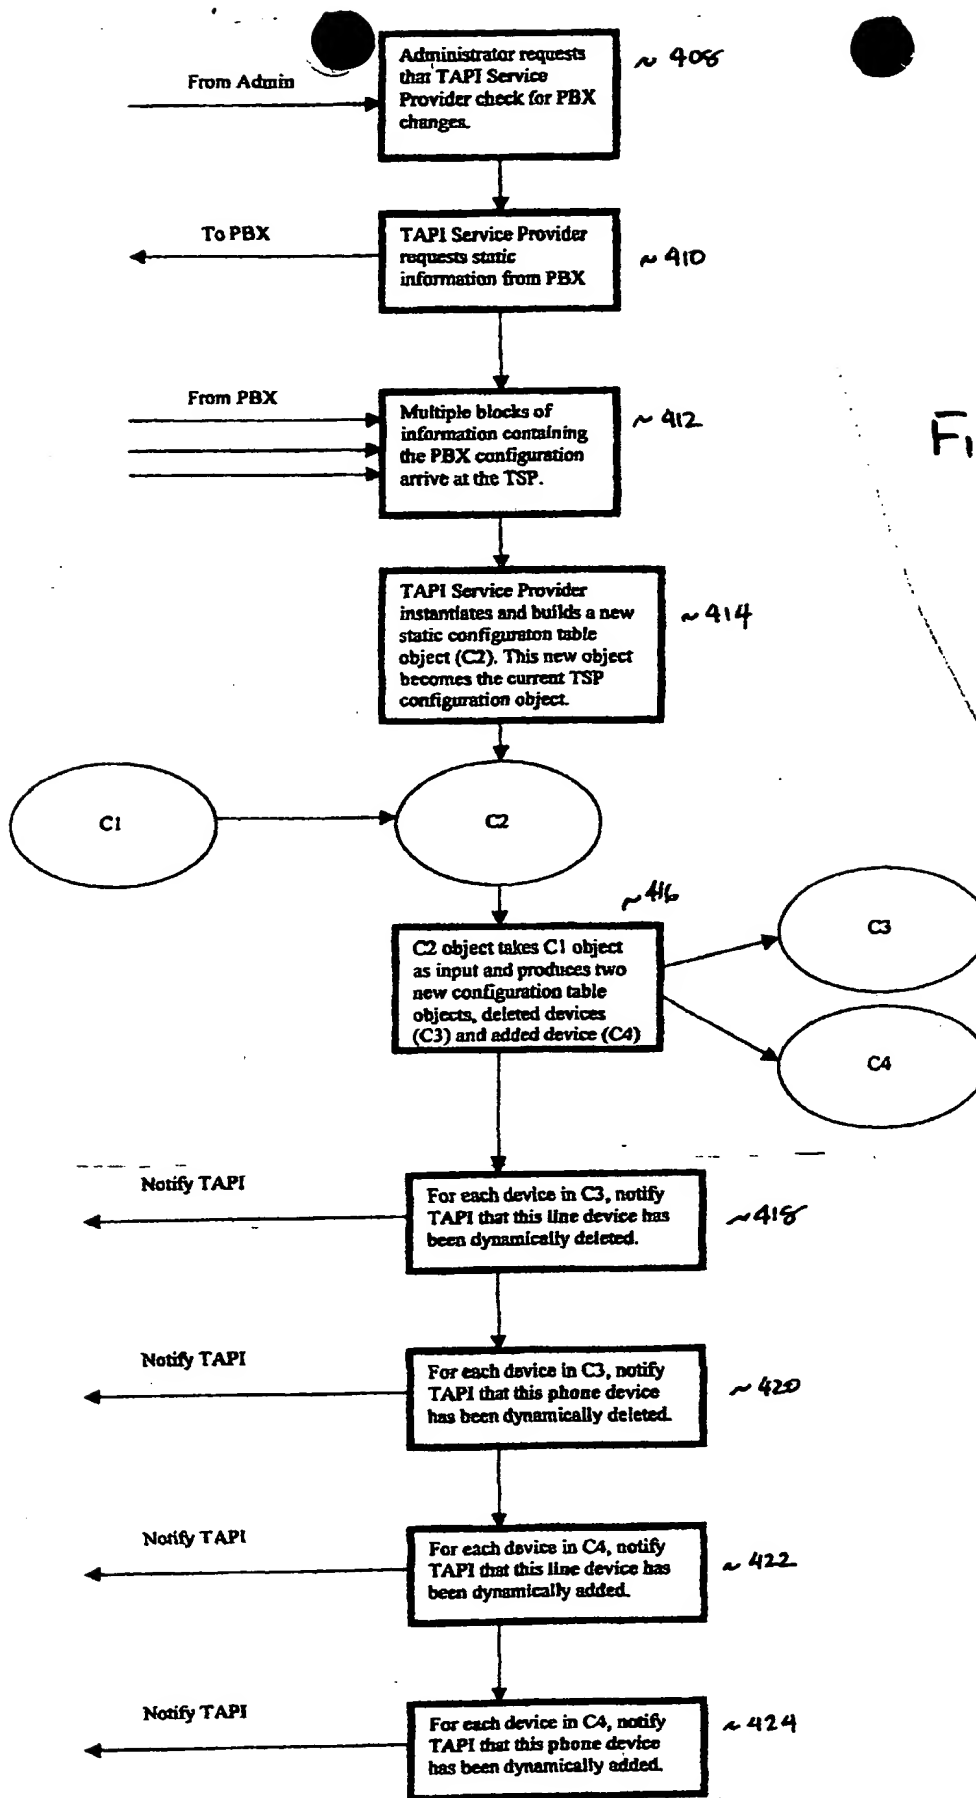 Administrator requests
that TAPI Service
Provider check for PBX
changes.
~ 408
From Admin
To PBX
TAPI Service Provider
requests static
information from PBX
~ 410
From PBX
Multiple blocks of
information containing
the PBX configuration
arrive at the TSP.
~ 412
TAPI Service Provider
instantiates and builds a new
static configuraton table
object (C2). This new object
becomes the current TSP
configuration object.
~ 414
C1
C2
~ 416
C2 object takes C1 object
as input and produces two
new configuration table
objects, deleted devices
(C3) and added device (C4)
C3
C4
Notify TAPI
For each device in C3, notify
TAPI that this line device has
been dynamically deleted.
~ 418
Notify TAPI
For each device in C3, notify
TAPI that this phone device
has been dynamically deleted.
~ 420
Notify TAPI
For each device in C4, notify
TAPI that this line device has
been dynamically added.
~ 422
Notify TAPI
For each device in C4, notify
TAPI that this phone device
has been dynamically added.
~ 424